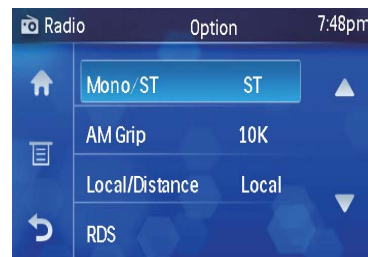 Radio Option 7:48pm
Mono/ST ST
AM Grip 10K
Local/Distance Local
RDS